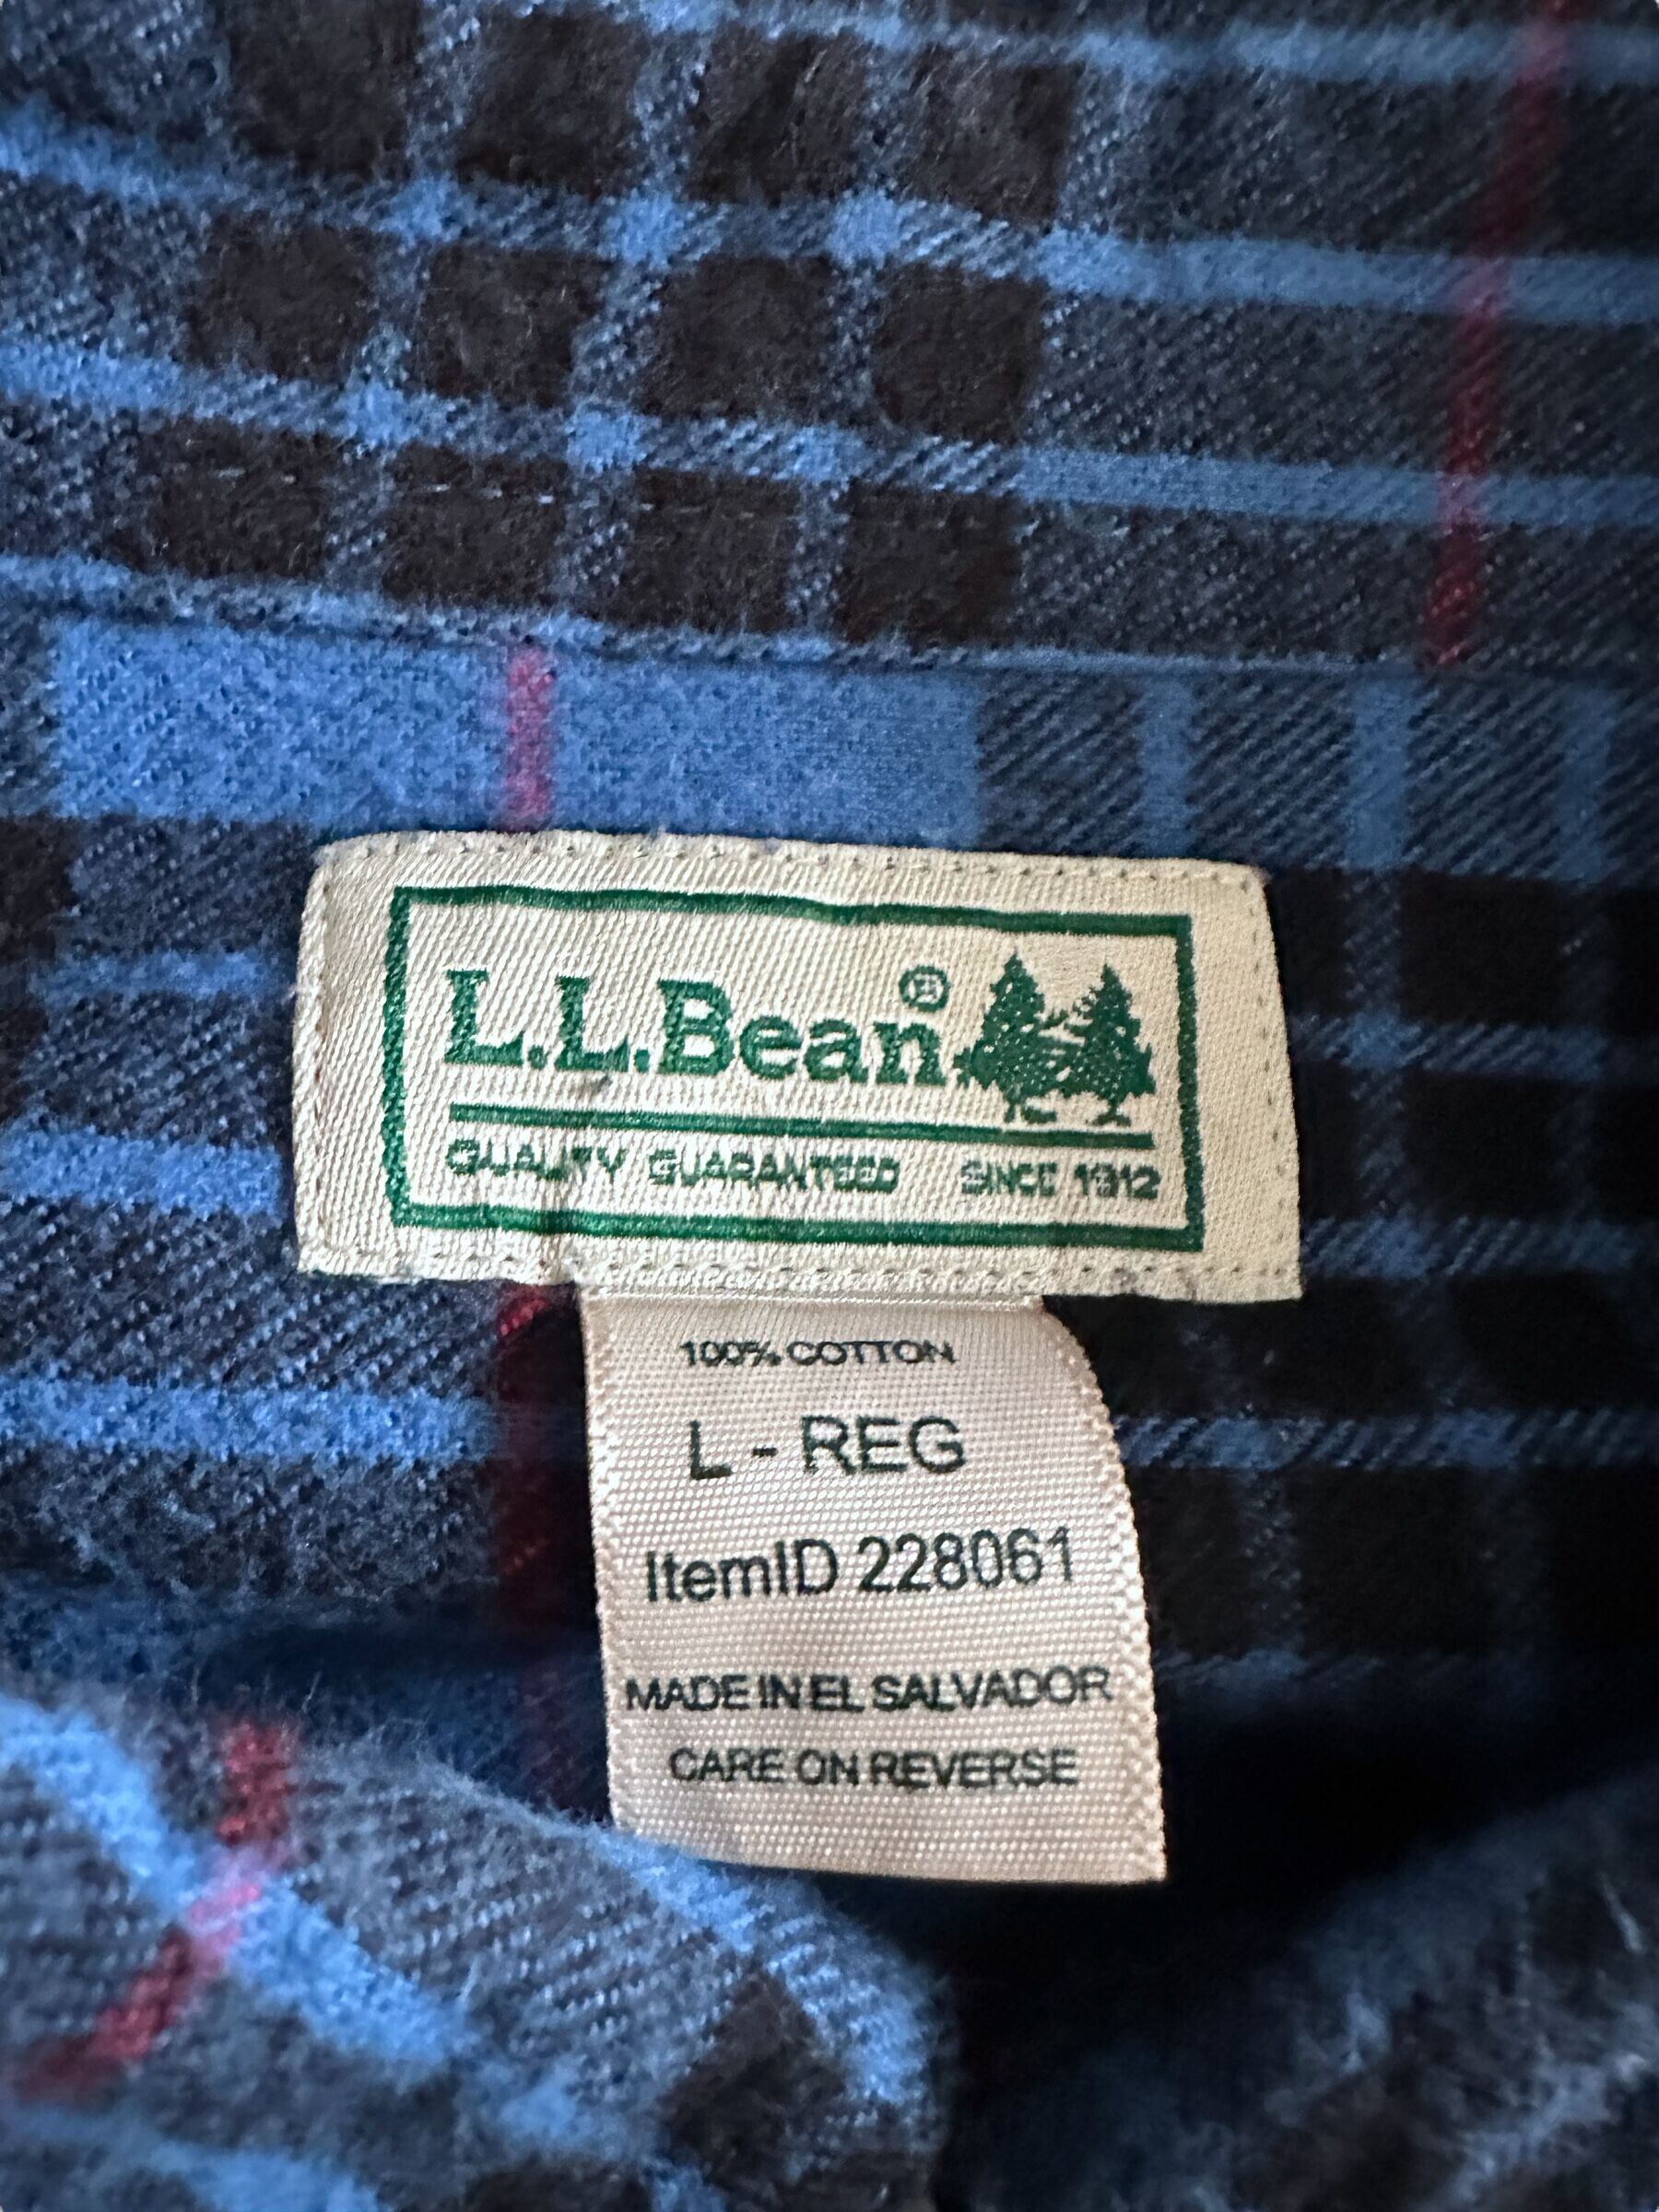 L.L.Bean®
QUALITY GUARANTEED SINCE 1912
100% COTTON
L - REG
ItemID 228061
MADE IN EL SALVADOR
CARE ON REVERSE